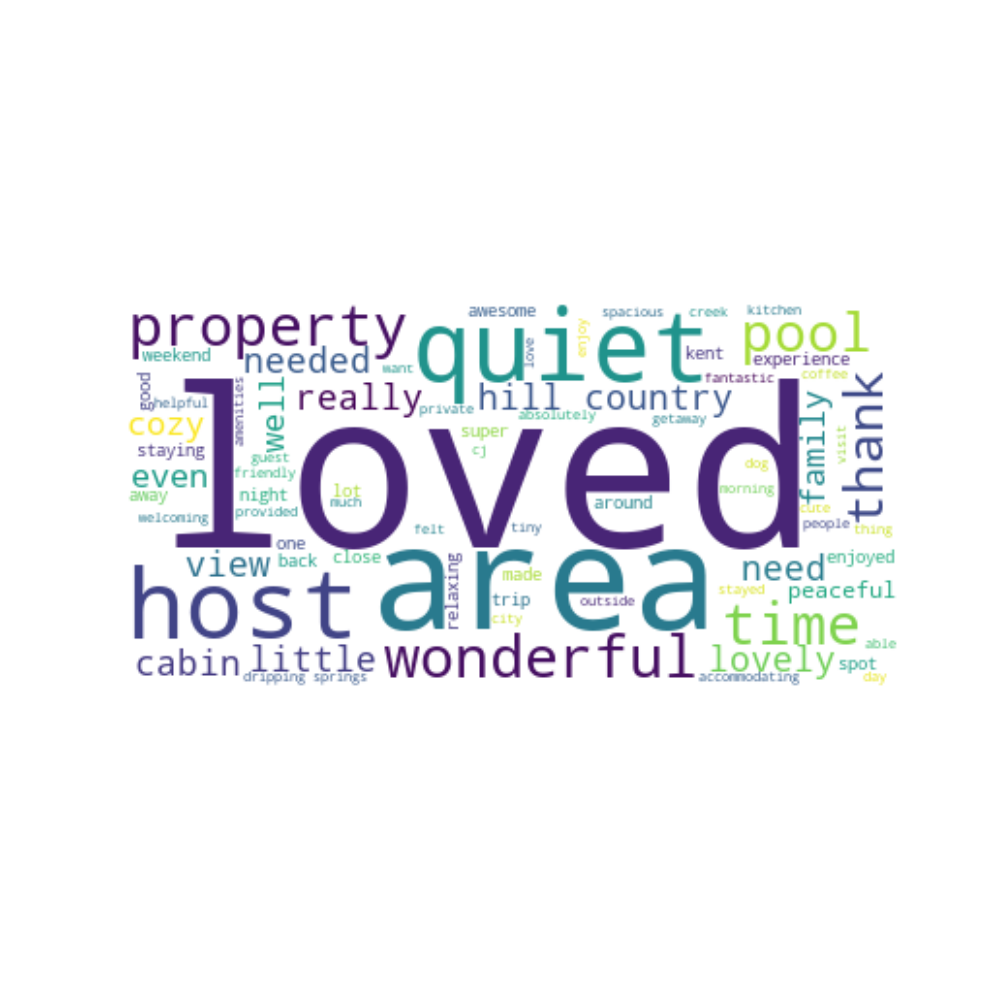 awesome
spacious
creek
kitchen
property
quiet
pool
weekend
needed
love
enjoy
kent
experience
want
fantastic
coffee
good
helpful
amenities
well
really
hill country
family
thank
cozy
private
absolutely
getaway
loved
staying
super
cj
visit
even
guest
friendly
dog
away
night
lot
much
around
morning
cute
welcoming
provided
felt
tiny
people
thing
one
view
back
close
area
need
enjoyed
host
relaxing
made
trip
outside
stayed
peaceful
city
time
able
cabin
little
wonderful
lovely
spot
dripping springs
accommodating
day